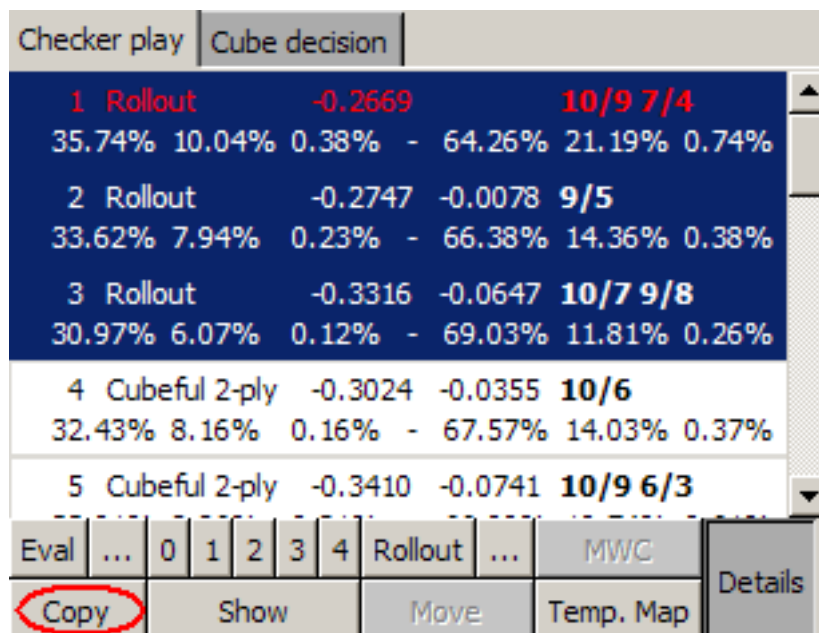 Checker play Cube decision
1 Rollout -0.2669 10/9 7/4
35.74% 10.04% 0.38% - 64.26% 21.19% 0.74%
2 Rollout -0.2747 -0.0078 9/5
33.62% 7.94% 0.23% - 66.38% 14.36% 0.38%
3 Rollout -0.3316 -0.0647 10/7 9/8
30.97% 6.07% 0.12% - 69.03% 11.81% 0.26%
4 Cubeful 2-ply -0.3024 -0.0355 10/6
32.43% 8.16% 0.16% - 67.57% 14.03% 0.37%
5 Cubeful 2-ply -0.3410 -0.0741 10/9 6/3
Eval ... 0 1 2 3 4 Rollout ... MWC Details
Copy Show Move Temp. Map